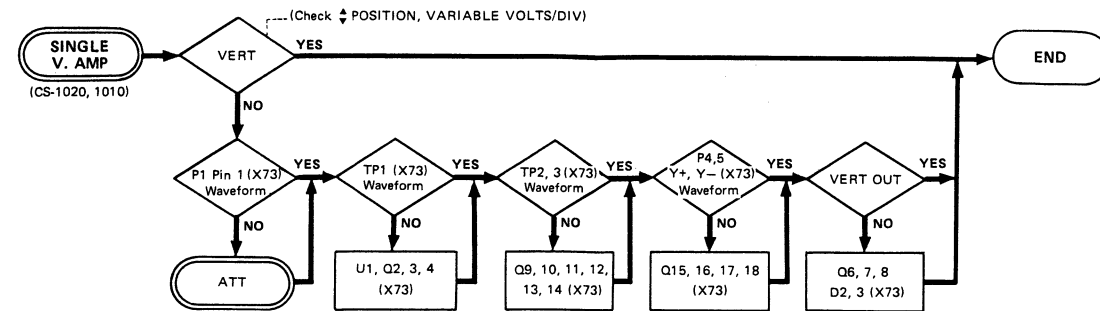 (Check ▲▼ POSITION, VARIABLE VOLTS/DIV)
SINGLE
V. AMP
(CS-1020, 1010)
VERT
YES
END
NO
P1 Pin 1 (X73)
Waveform
YES
TP1 (X73)
Waveform
YES
TP2, 3 (X73)
Waveform
YES
P4,5
Y+, Y− (X73)
Waveform
YES
VERT OUT
YES
NO
NO
NO
NO
NO
ATT
U1, Q2, 3, 4
(X73)
Q9, 10, 11, 12,
13, 14 (X73)
Q15, 16, 17, 18
(X73)
Q6, 7, 8
D2, 3 (X73)